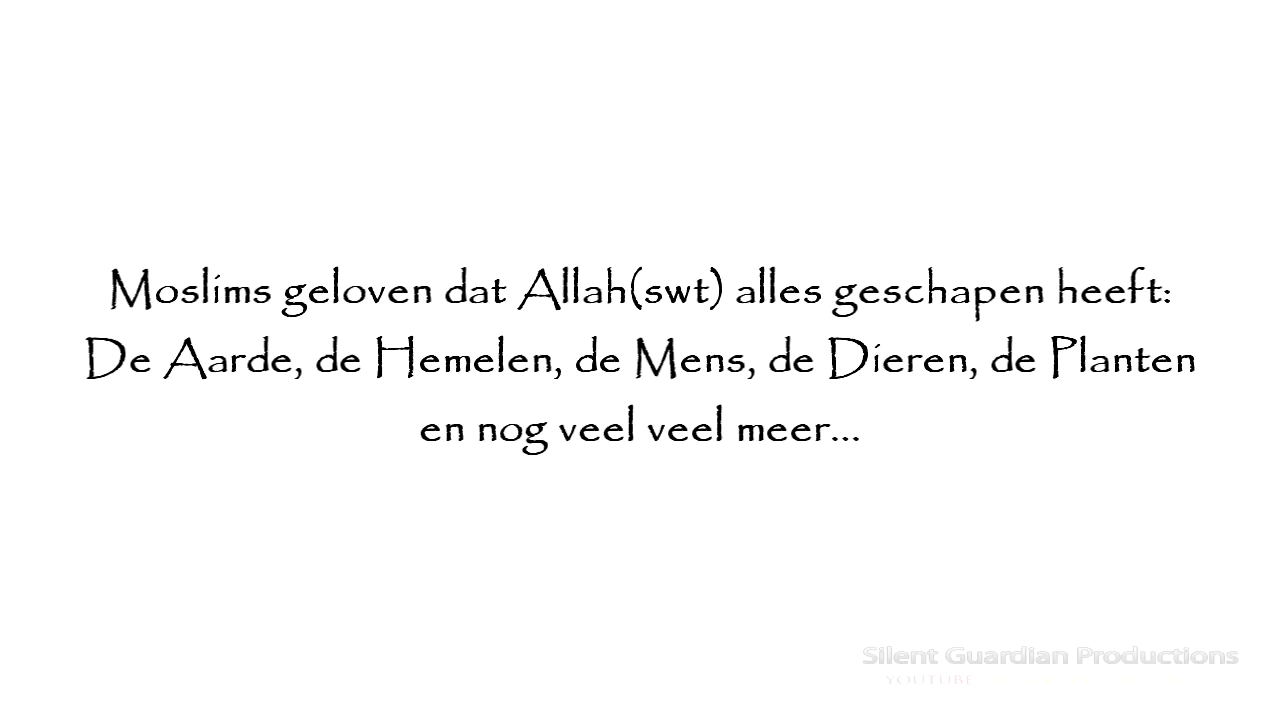 Moslims geloven dat Allah(swt) alles geschapen heeft:
De Aarde, de Hemelen, de Mens, de Dieren, de Planten
en nog veel veel meer...
Silent Guardian Productions
YOUTUBE